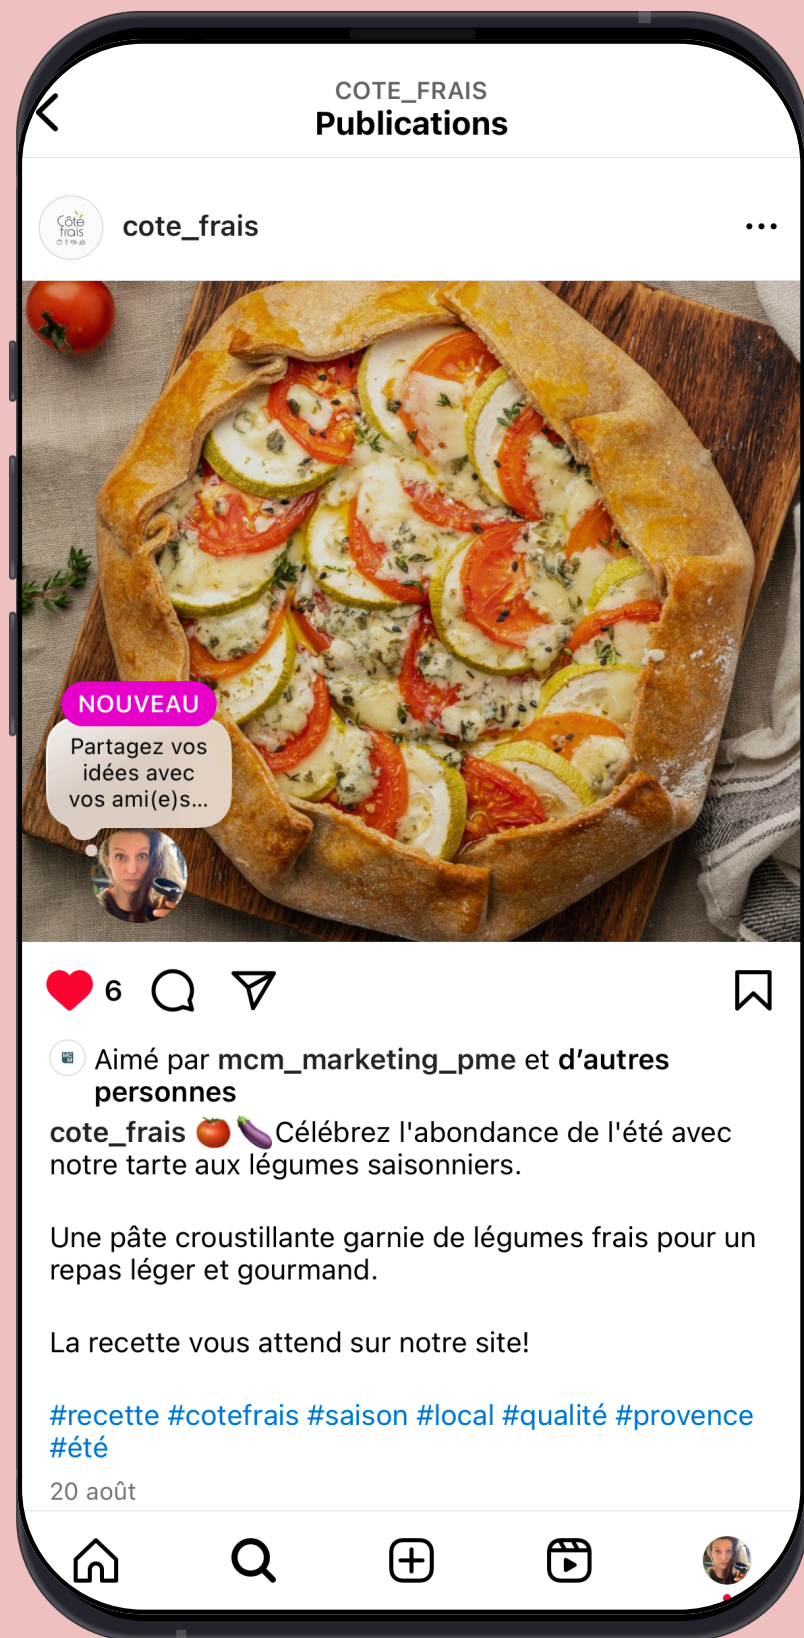 COTE_FRAIS
Publications
Côté
frais
cote_frais
NOUVEAU
Partagez vos
idées avec
vos ami(e)s...
6
Aimé par mcm_marketing_pme et d’autres
personnes
cote_frais 🍅🍆Célébrez l'abondance de l'été avec
notre tarte aux légumes saisonniers.
Une pâte croustillante garnie de légumes frais pour un
repas léger et gourmand.
La recette vous attend sur notre site!
#recette #cotefrais #saison #local #qualité #provence
#été
20 août